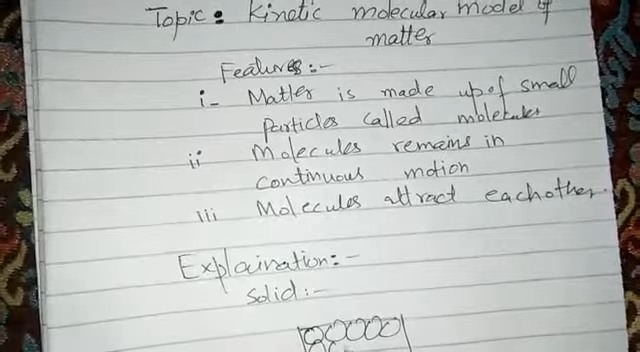 Topic: Kinetic molecular model of
matter
Features:-
i- Matter is made up of small
particles called molecules
ii Molecules remains in
continuous motion
iii Molecules attract eachother.
Explaination:-
Solid:-